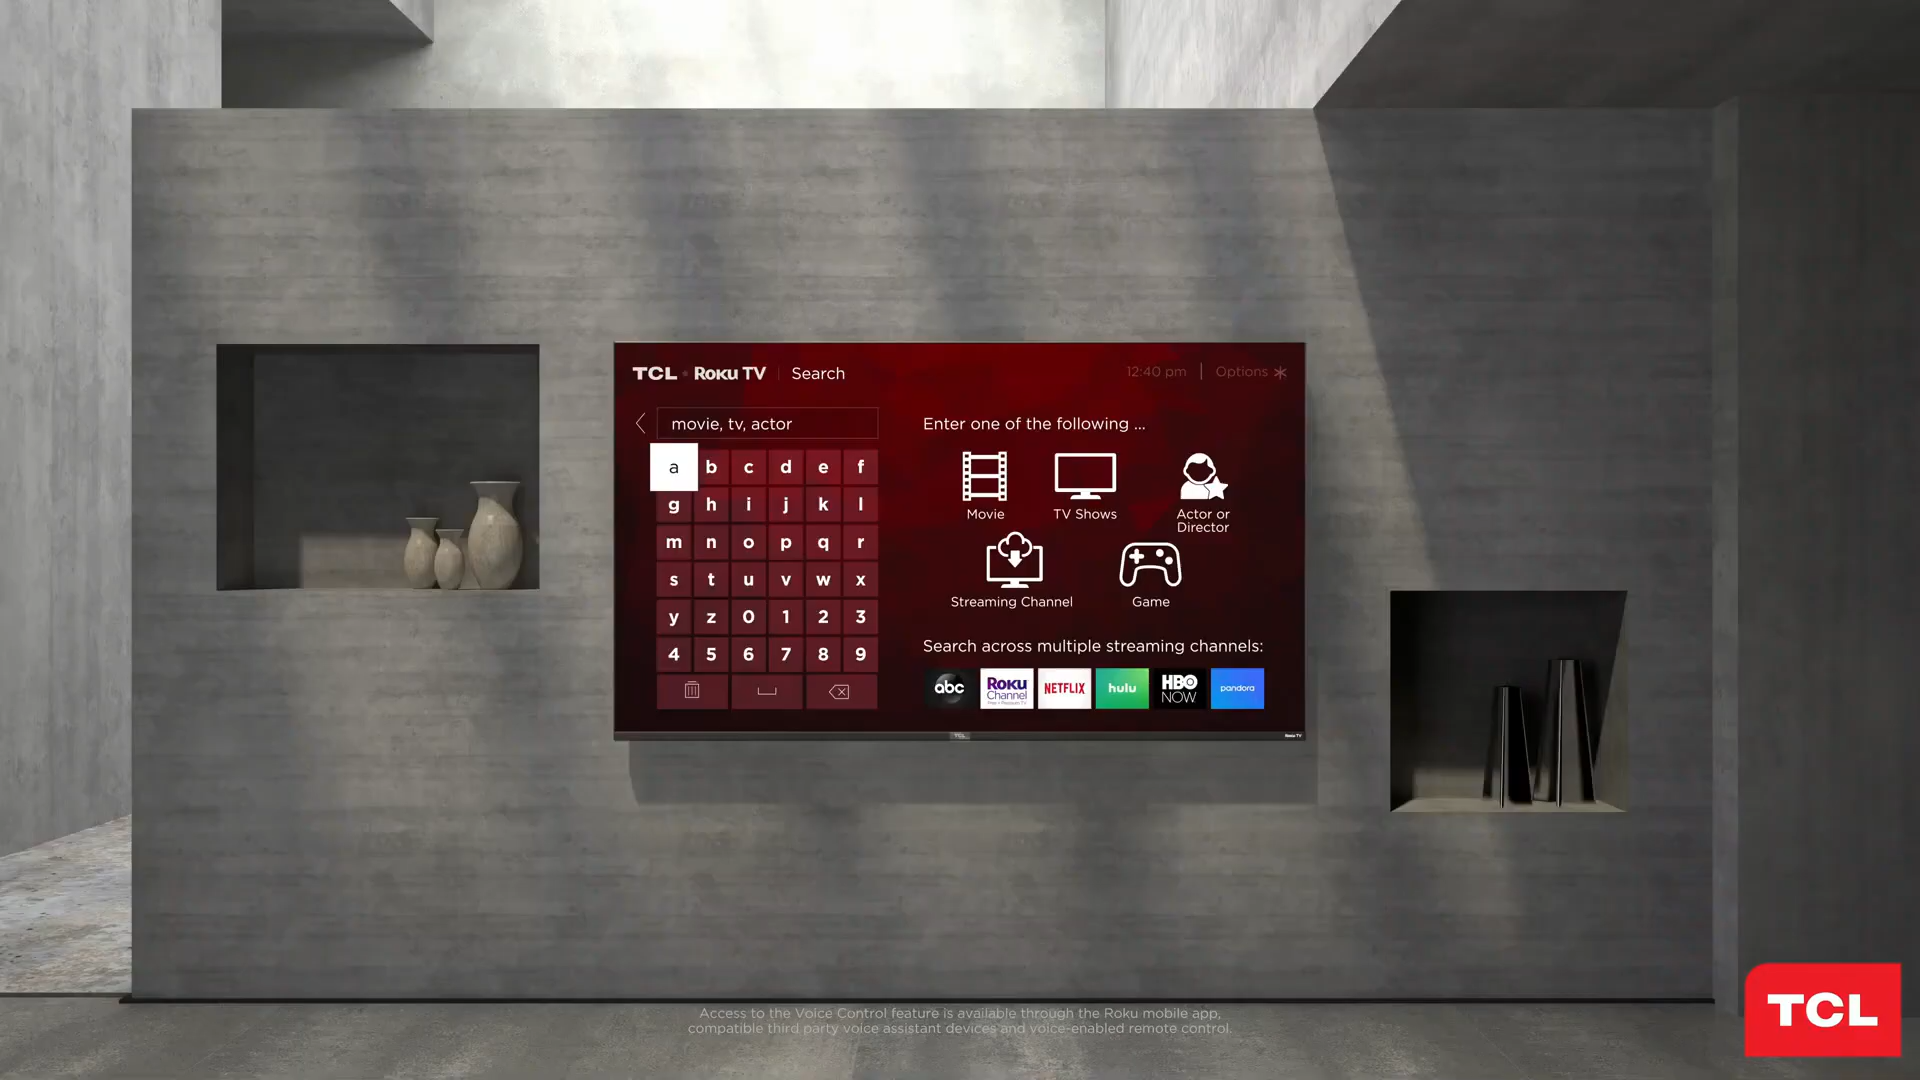 TCL • Roku TV | Search
12:40 pm | Options
movie, tv, actor
a b c d e f
g h i j k l
m n o p q r
s t u v w x
y z 0 1 2 3
4 5 6 7 8 9
Enter one of the following ...
Movie
TV Shows
Actor or
Director
Streaming Channel
Game
Search across multiple streaming channels:
abc
Roku
Channel
NETFLIX
hulu
HBO
NOW
pandora
TCL
Roku TV
Access to the Voice Control feature is available through the Roku mobile app,
compatible third party voice assistant devices and voice-enabled remote control.
TCL